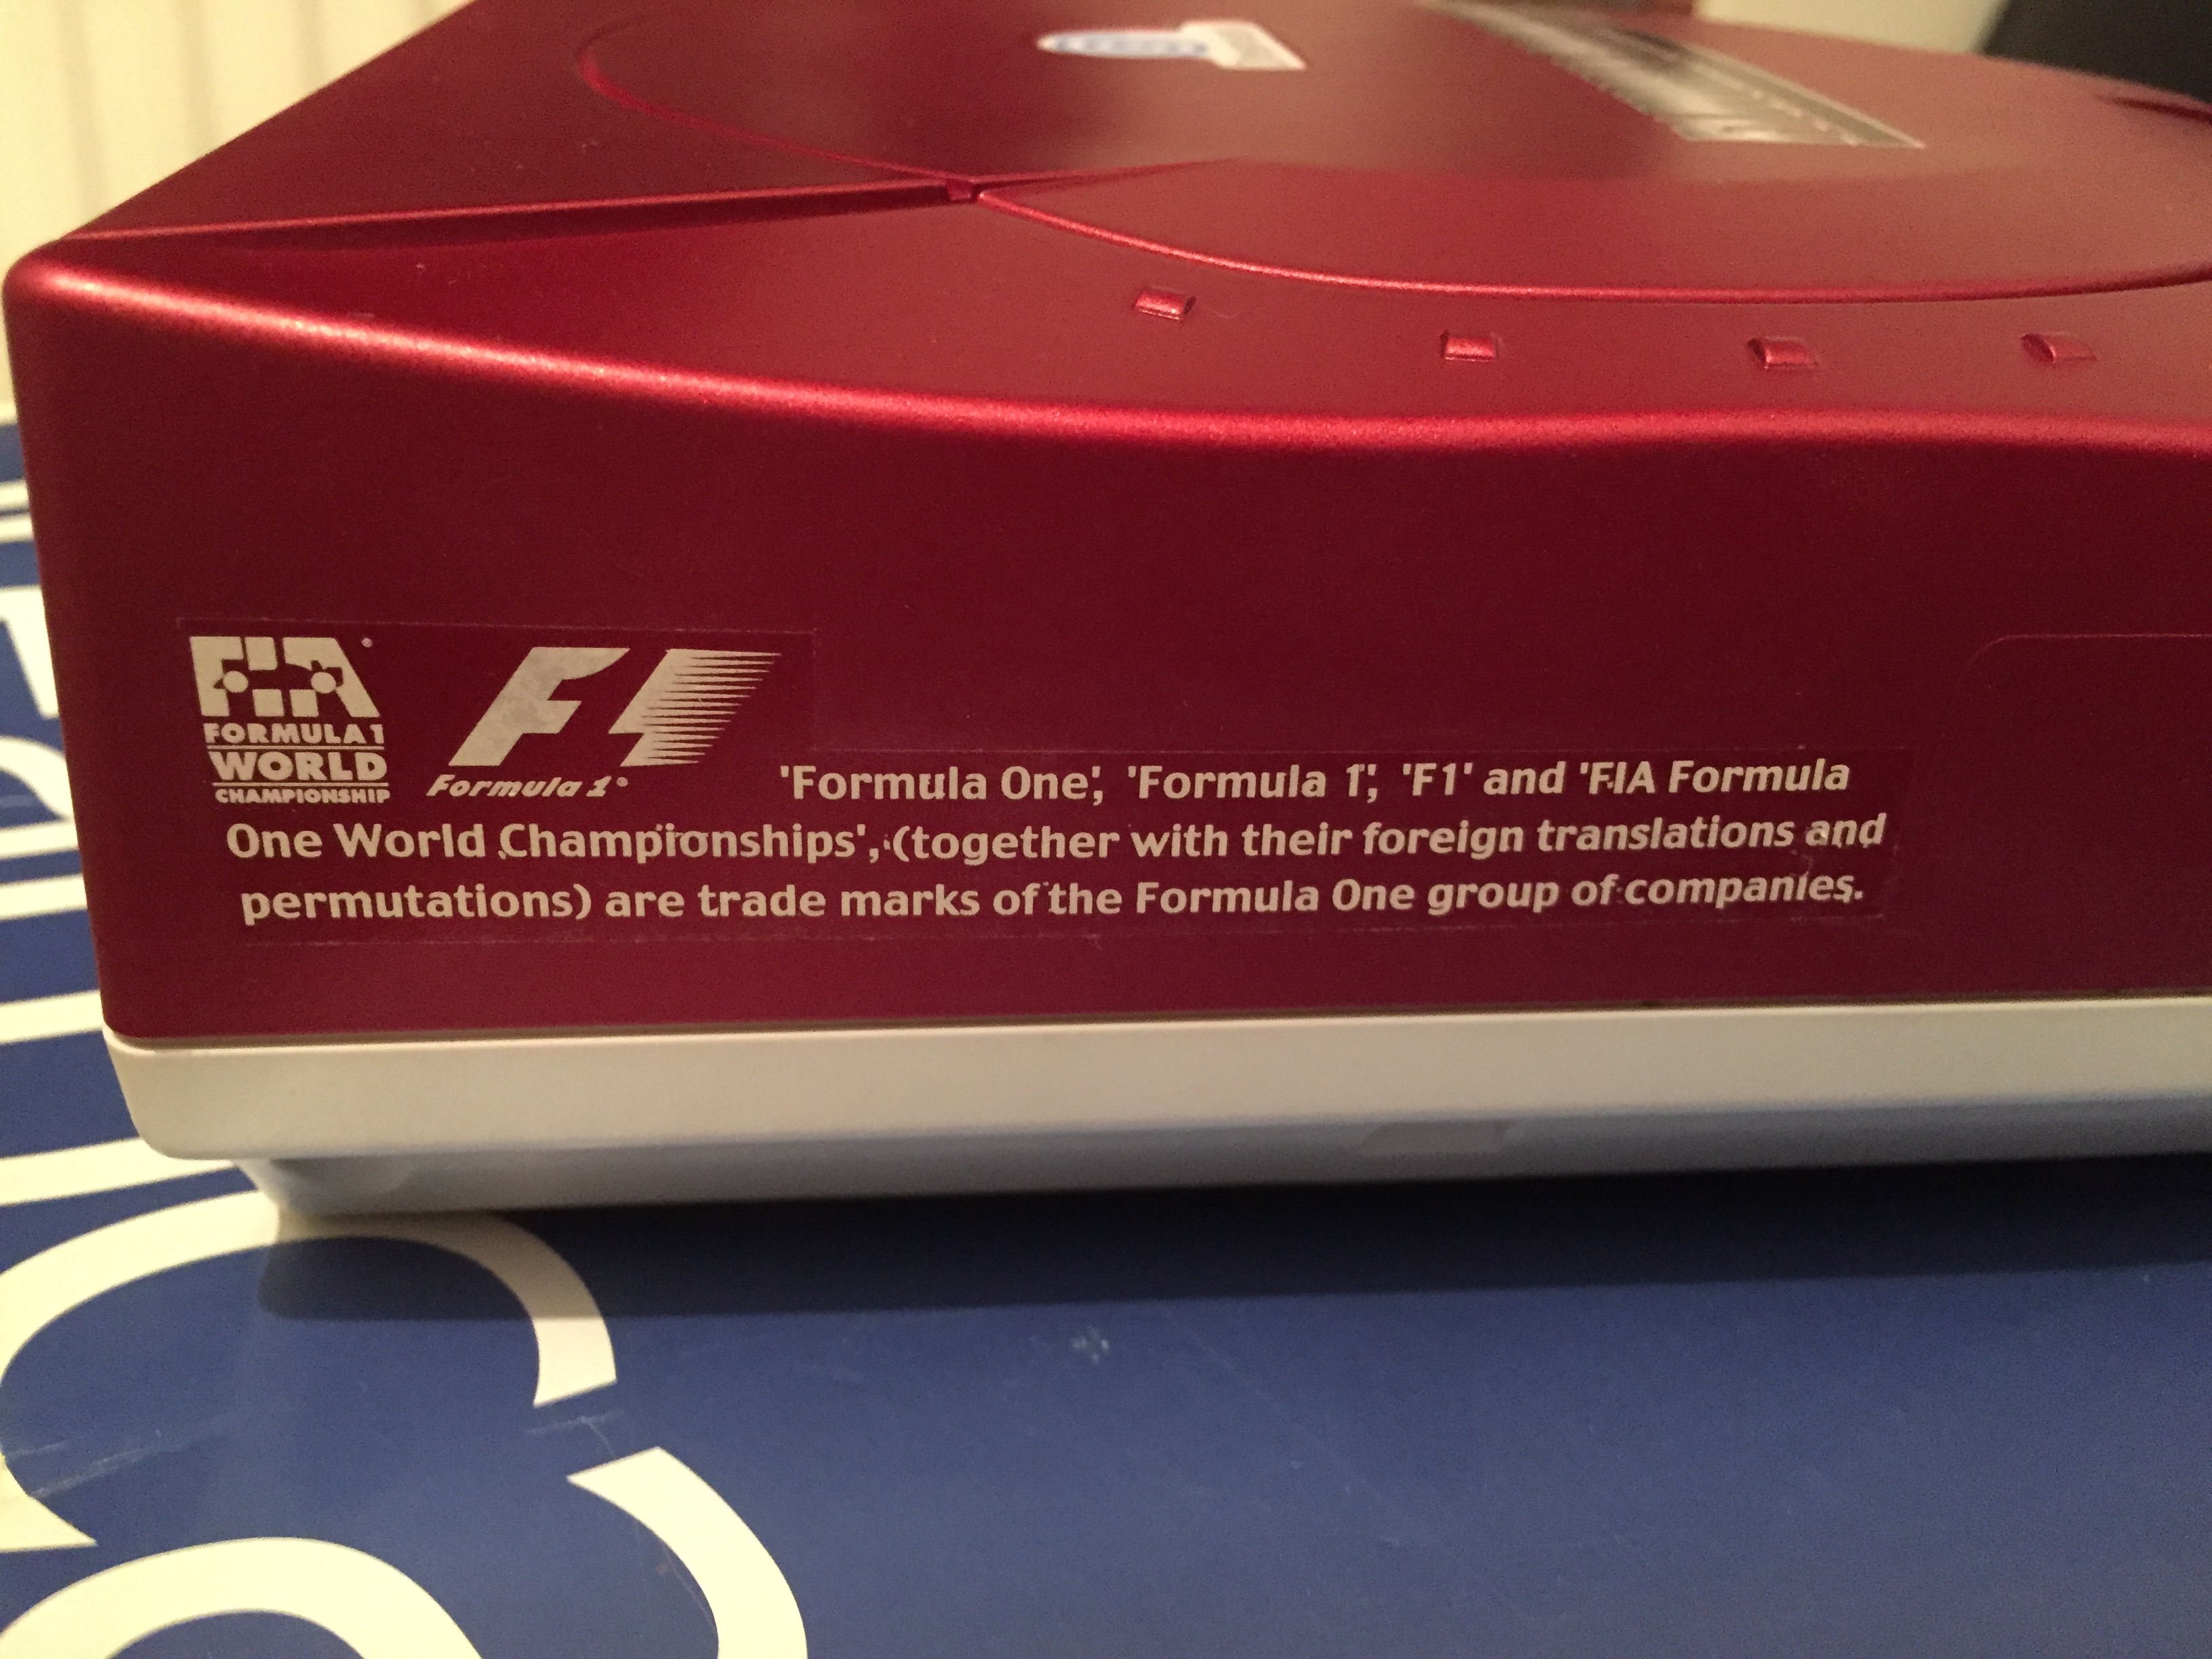 FIA
FORMULA 1
WORLD
CHAMPIONSHIP
F1
Formula 1®
'Formula One', 'Formula 1', 'F1' and 'FIA Formula
One World Championships', (together with their foreign translations and
permutations) are trade marks of the Formula One group of companies.